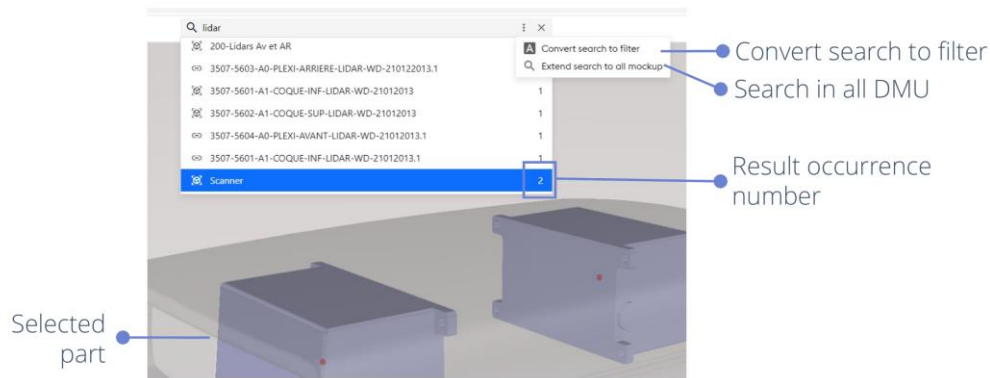 lidar
200-Lidars Av et AR
3507-5603-A0-PLEXI-ARRIERE-LIDAR-WD-210122013.1
3507-5601-A1-COQUE-INF-LIDAR-WD-21012013 1
3507-5602-A1-COQUE-SUP-LIDAR-WD-21012013 1
3507-5604-A0-PLEXI-AVANT-LIDAR-WD-21012013.1 1
3507-5601-A1-COQUE-INF-LIDAR-WD-21012013.1 1
Scanner 2
A Convert search to filter
Extend search to all mockup
Convert search to filter
Search in all DMU
Result occurrence
number
Selected
part